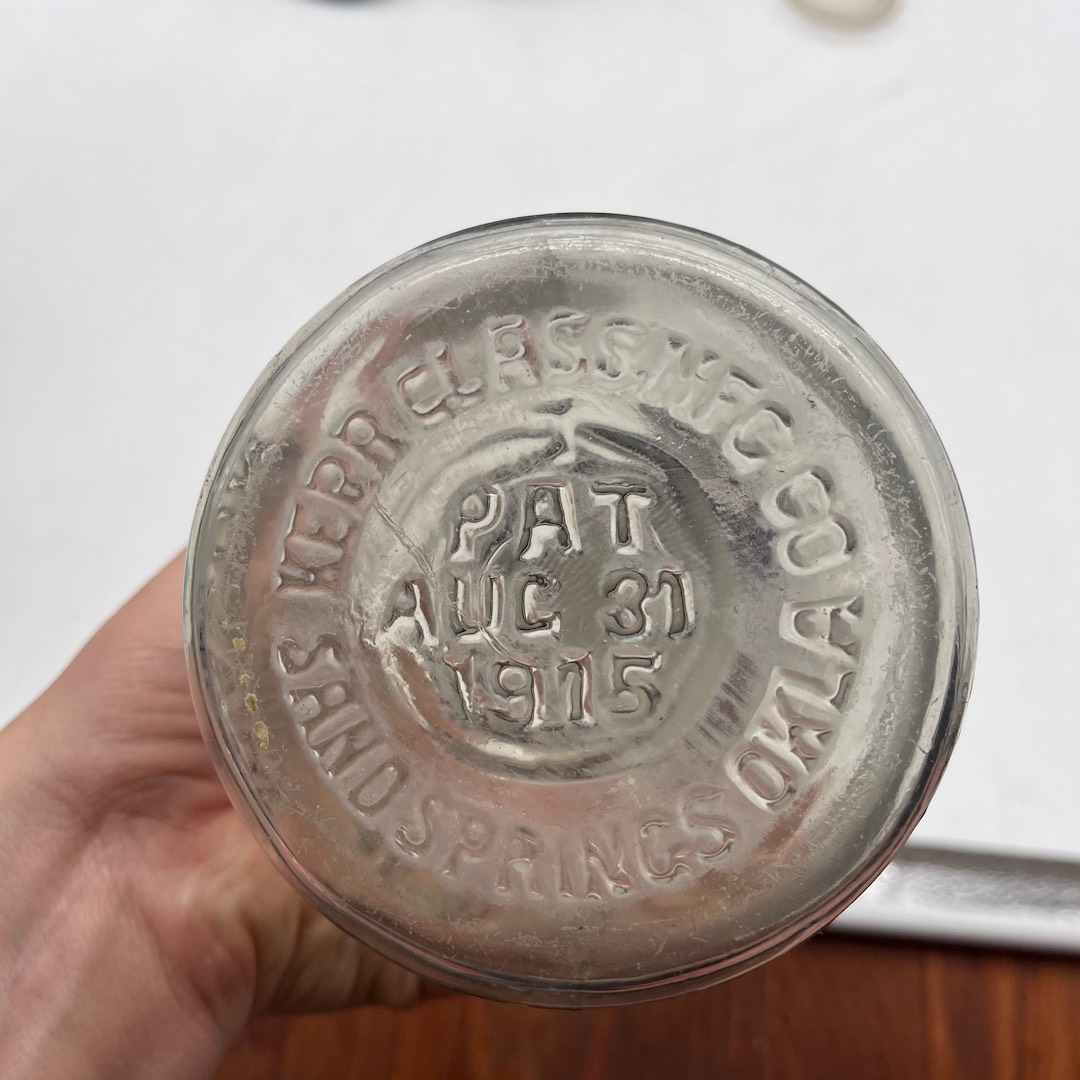 KERR GLASS MFG CO
SAND SPRINGS OKLA
PAT
AUG 31
1915